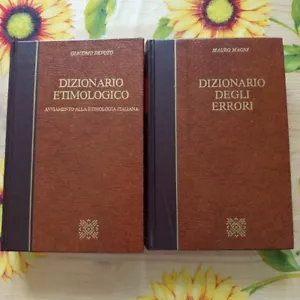 GIACOMO DEVOTO
DIZIONARIO
ETIMOLOGICO
AVVIAMENTO ALLA ETIMOLOGIA ITALIANA
MAURO MAGNI
DIZIONARIO
DEGLI
ERRORI